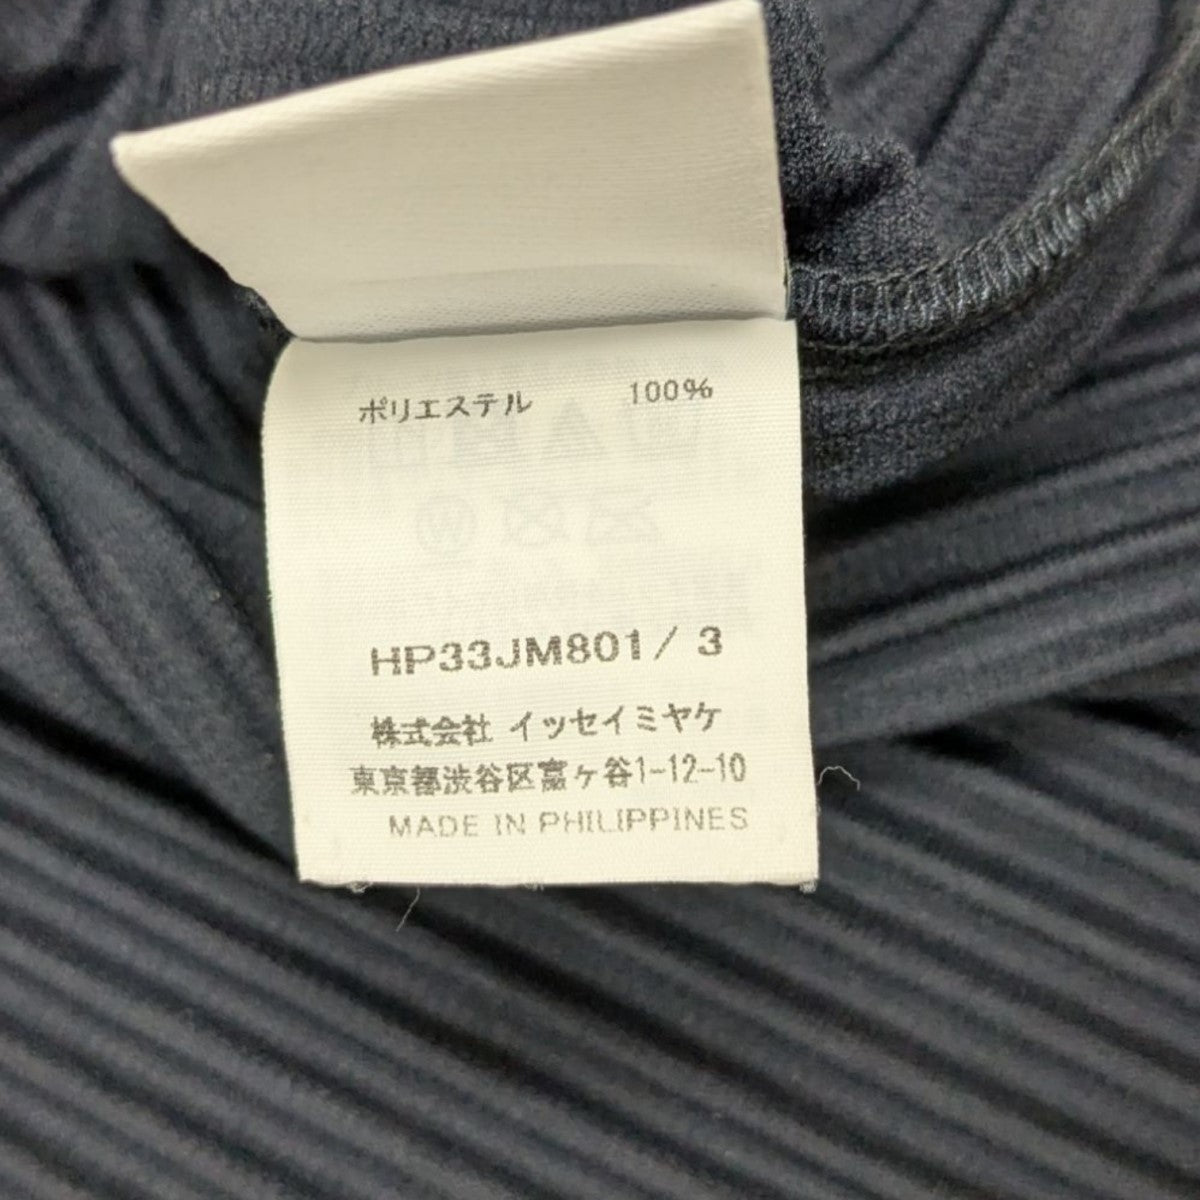 ポリエステル 100%
HP33JM801/ 3
株式会社 イッセイミヤケ
東京都渋谷区富ヶ谷1-12-10
MADE IN PHILIPPINES